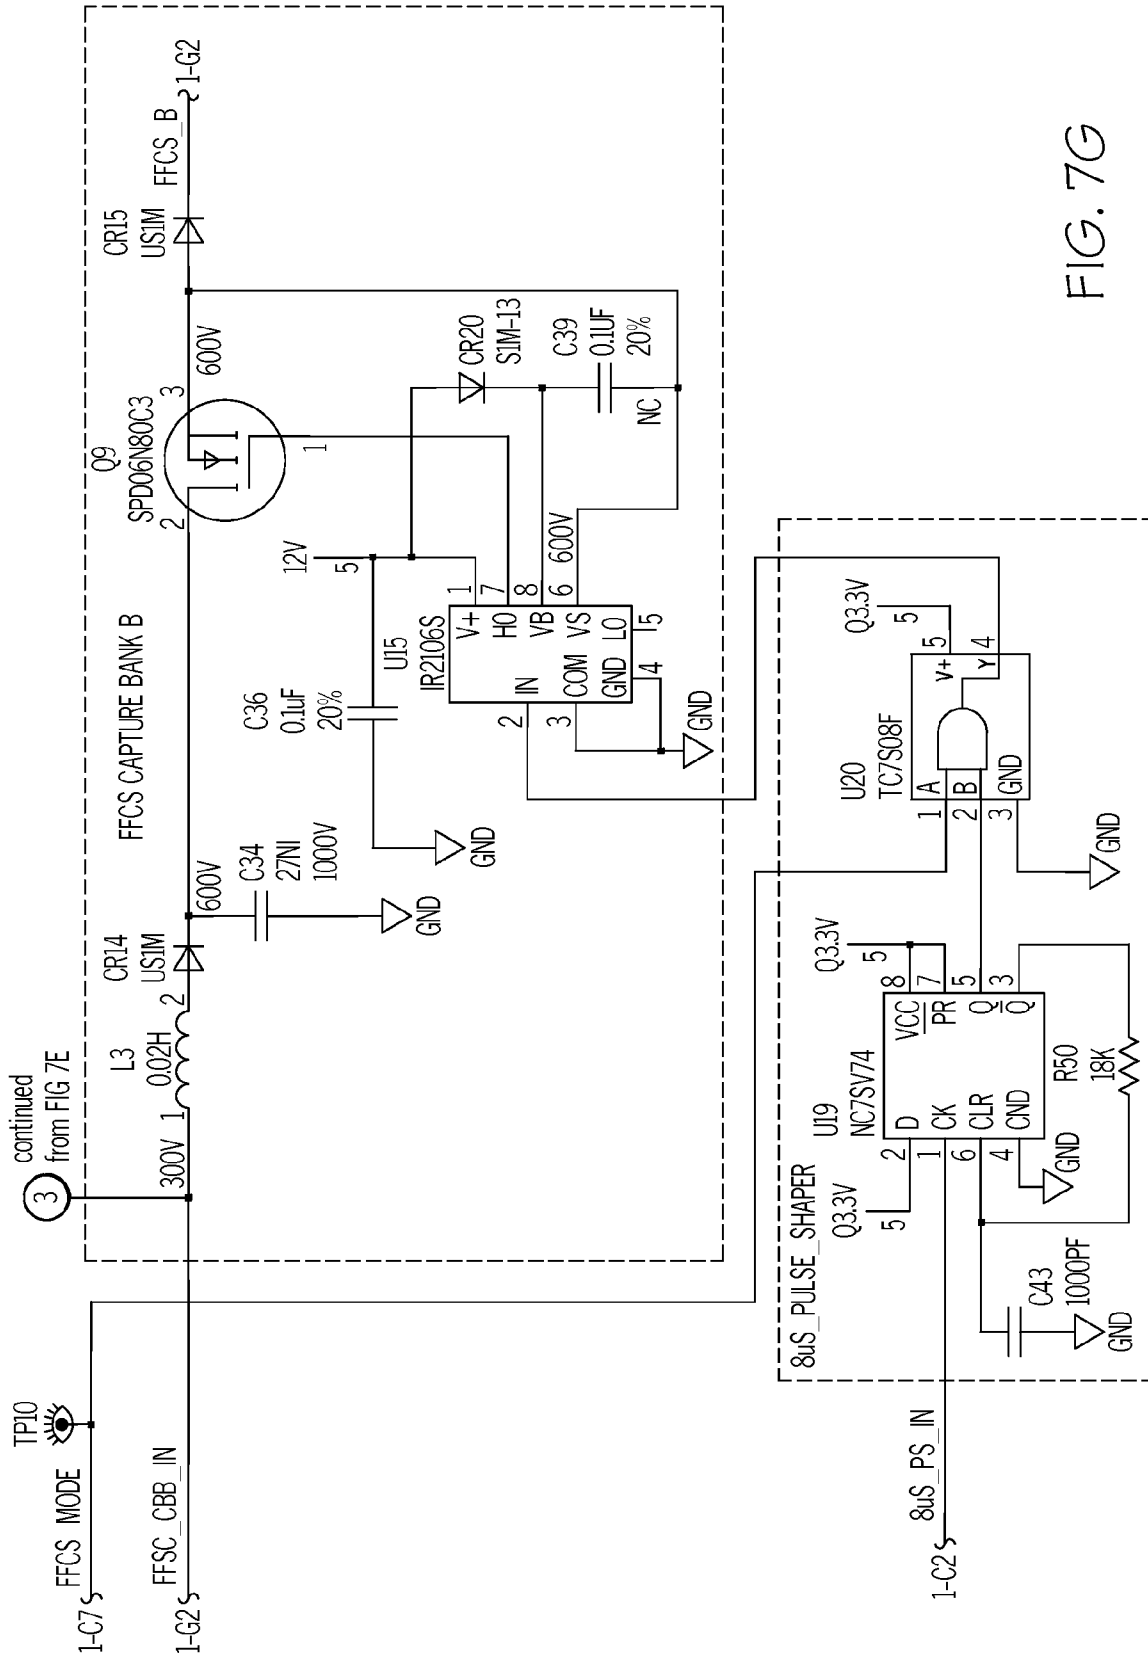 continued
from FIG 7E
3
TP10
FFCS MODE
1-C7
FFSC_CBB_IN
1-G2
300V
1
L3
0.02H
2
CR14
US1M
600V
C34
27NI
1000V
GND
FFCS CAPTURE BANK B
Q9
SPD06N80C3
2
3
1
600V
CR15
US1M
FFCS_B
1-G2
12V
5
C36
0.1uF
20%
GND
U15
IR2106S
V+
HO
VB
VS
LO
IN
COM
GND
1
7
8
6
5
2
3
4
600V
GND
CR20
S1M-13
C39
0.1UF
20%
NC
8uS_PULSE_SHAPER
8uS_PS_IN
1-C2
Q3.3V
5
U19
NC7SV74
D
CK
CLR
CND
VCC
PR
Q
Q
2
1
6
4
8
7
5
3
Q3.3V
5
GND
C43
1000PF
GND
R50
18K
U20
TC7S08F
A
B
GND
V+
Y
1
2
3
5
4
Q3.3V
5
GND
FIG. 7G